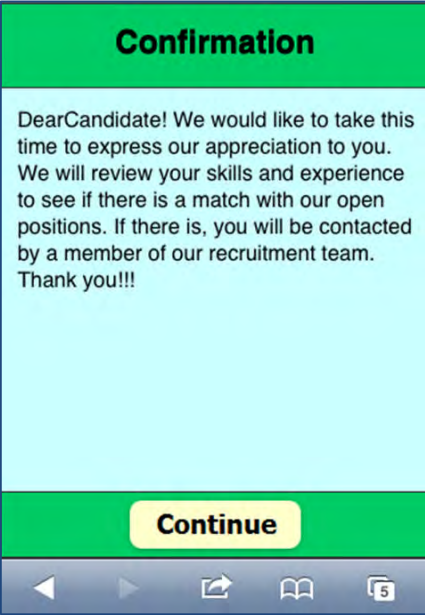 Confirmation
DearCandidate! We would like to take this
time to express our appreciation to you.
We will review your skills and experience
to see if there is a match with our open
positions. If there is, you will be contacted
by a member of our recruitment team.
Thank you!!!
Continue
5